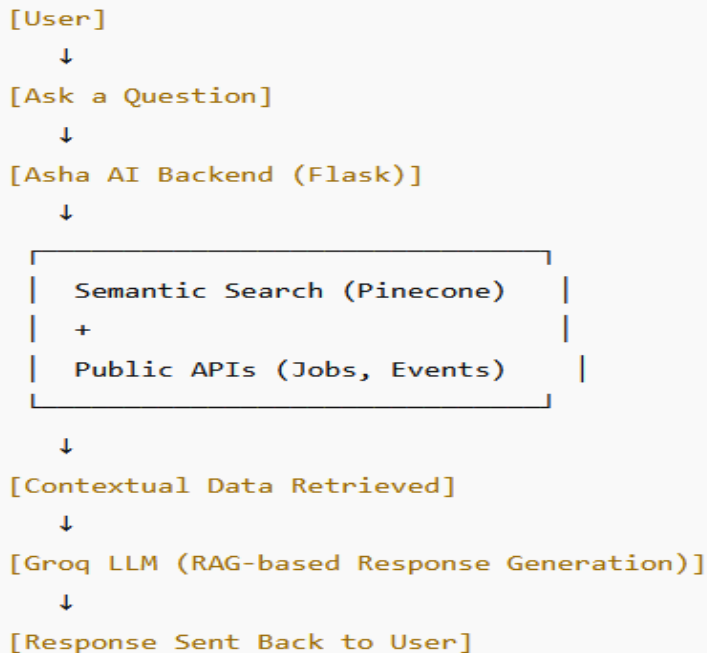 [User]
↓
[Ask a Question]
↓
[Asha AI Backend (Flask)]
↓
Semantic Search (Pinecone)
+
Public APIs (Jobs, Events)
↓
[Contextual Data Retrieved]
↓
[Groq LLM (RAG-based Response Generation)]
↓
[Response Sent Back to User]